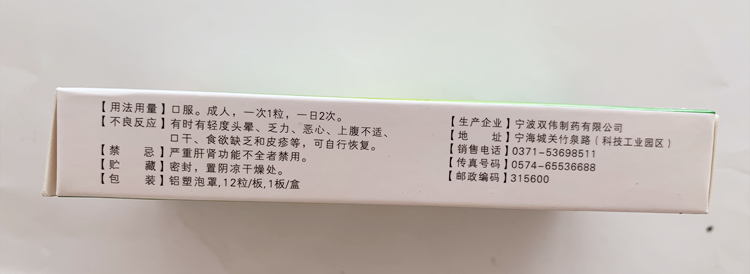 【用法用量】口服。成人，一次1粒，一日2次。
【不良反应】有时有轻度头晕、乏力、恶心、上腹不适、
口干、食欲缺乏和皮疹等，可自行恢复。
【禁　　忌】严重肝肾功能不全者禁用。
【贮　　藏】密封，置阴凉干燥处。
【包　　装】铝塑泡罩，12粒/板，1板/盒
【生产企业】宁波双伟制药有限公司
【地　　址】宁海城关竹泉路（科技工业园区）
【销售电话】0371-53698511
【传真号码】0574-65536688
【邮政编码】315600